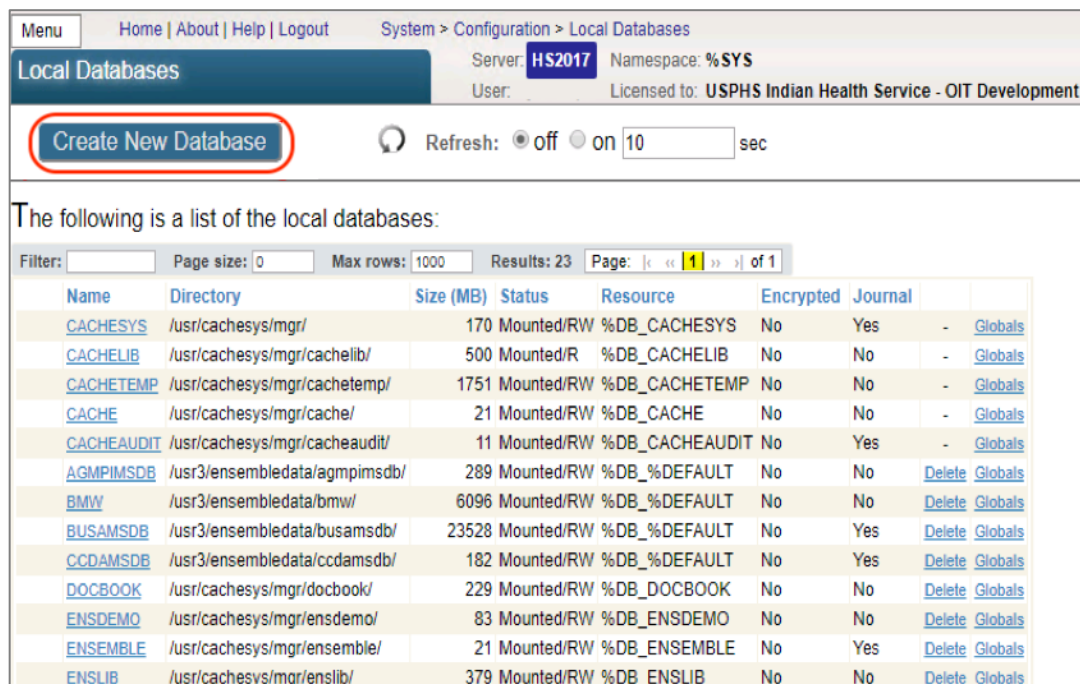 Menu Home | About | Help | Logout System > Configuration > Local Databases
Local Databases Server: HS2017 Namespace: %SYS
User: Licensed to: USPHS Indian Health Service - OIT Development
Create New Database Refresh: off on 10 sec
The following is a list of the local databases:
Filter: Page size: 0 Max rows: 1000 Results: 23 Page: |‹ ‹‹ 1 ›› ›| of 1
Name Directory Size (MB) Status Resource Encrypted Journal
CACHESYS /usr/cachesys/mgr/ 170 Mounted/RW %DB_CACHESYS No Yes - Globals
CACHELIB /usr/cachesys/mgr/cachelib/ 500 Mounted/R %DB_CACHELIB No No - Globals
CACHETEMP /usr/cachesys/mgr/cachetemp/ 1751 Mounted/RW %DB_CACHETEMP No No - Globals
CACHE /usr/cachesys/mgr/cache/ 21 Mounted/RW %DB_CACHE No No - Globals
CACHEAUDIT /usr/cachesys/mgr/cacheaudit/ 11 Mounted/RW %DB_CACHEAUDIT No Yes - Globals
AGMPIMSDB /usr3/ensembledata/agmpimsdb/ 289 Mounted/RW %DB_%DEFAULT No No Delete Globals
BMW /usr3/ensembledata/bmw/ 6096 Mounted/RW %DB_%DEFAULT No No Delete Globals
BUSAMSDB /usr3/ensembledata/busamsdb/ 23528 Mounted/RW %DB_%DEFAULT No Yes Delete Globals
CCDAMSDB /usr3/ensembledata/ccdamsdb/ 182 Mounted/RW %DB_%DEFAULT No Yes Delete Globals
DOCBOOK /usr/cachesys/mgr/docbook/ 229 Mounted/RW %DB_DOCBOOK No No Delete Globals
ENSDEMO /usr/cachesys/mgr/ensdemo/ 83 Mounted/RW %DB_ENSDEMO No No Delete Globals
ENSEMBLE /usr/cachesys/mgr/ensemble/ 21 Mounted/RW %DB_ENSEMBLE No Yes Delete Globals
ENSLIB /usr/cachesys/mgr/enslib/ 379 Mounted/RW %DB_ENSLIB No No Delete Globals